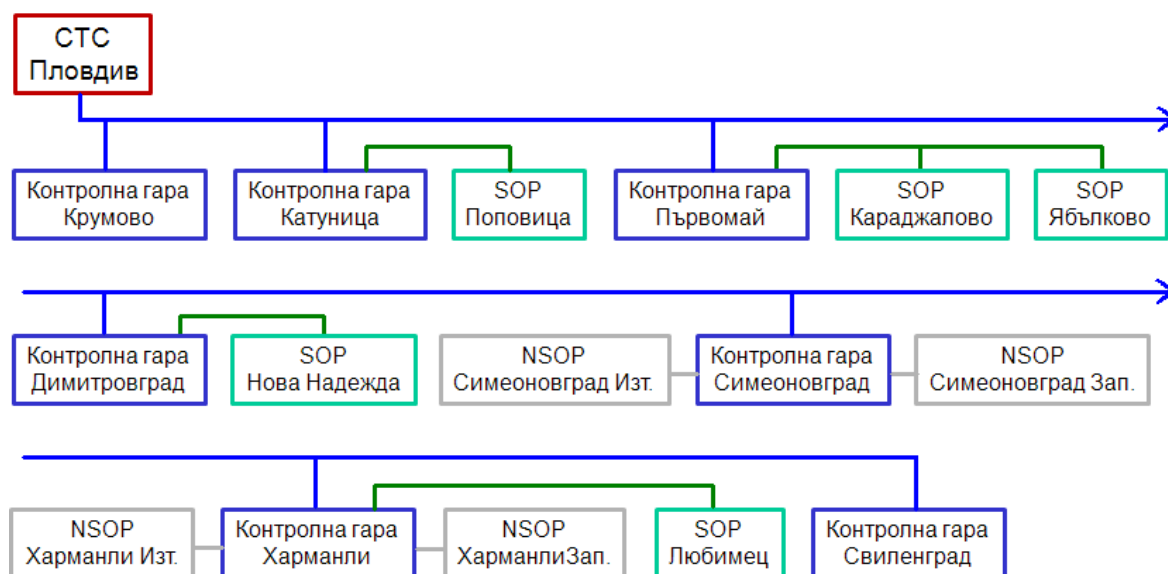 СТС
Пловдив
Контролна гара
Крумово
Контролна гара
Катуница
SOP
Поповица
Контролна гара
Първомай
SOP
Караджалово
SOP
Ябълково
Контролна гара
Димитровград
SOP
Нова Надежда
NSOP
Симеоновград Изт.
Контролна гара
Симеоновград
NSOP
Симеоновград Зап.
NSOP
Харманли Изт.
Контролна гара
Харманли
NSOP
ХарманлиЗап.
SOP
Любимец
Контролна гара
Свиленград